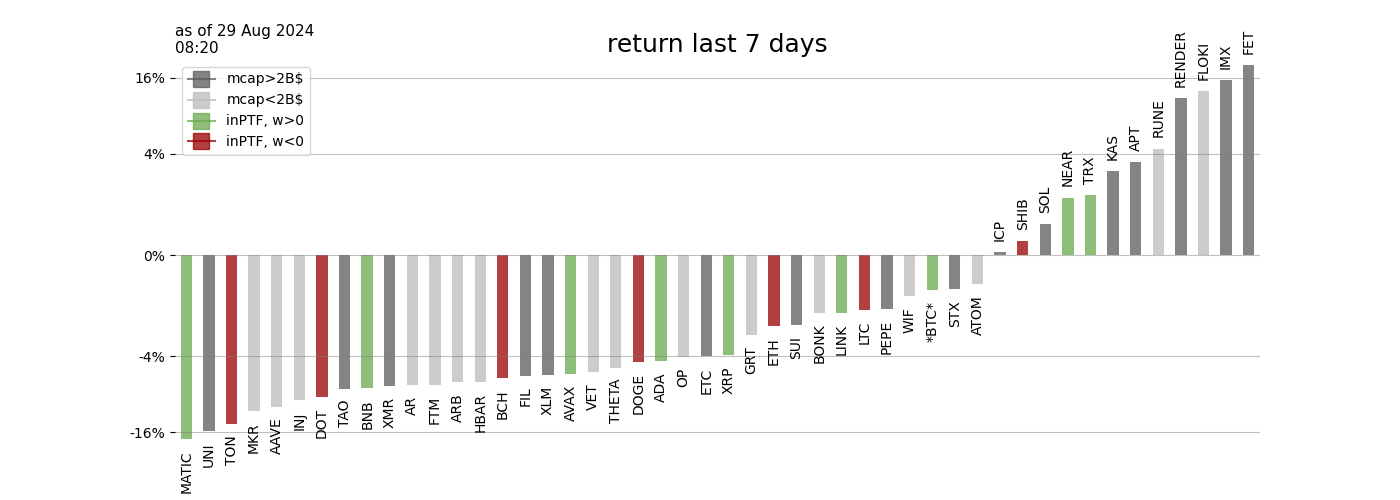 as of 29 Aug 2024
08:20
return last 7 days
mcap>2B$
mcap<2B$
inPTF, w>0
inPTF, w<0
16%
4%
0%
-4%
-16%
MATIC
UNI
TON
MKR
AAVE
INJ
DOT
TAO
BNB
XMR
AR
FTM
ARB
HBAR
BCH
FIL
XLM
AVAX
VET
THETA
DOGE
ADA
OP
ETC
XRP
GRT
ETH
SUI
BONK
LINK
LTC
PEPE
WIF
*BTC*
STX
ATOM
ICP
SHIB
SOL
NEAR
TRX
KAS
APT
RUNE
RENDER
FLOKI
IMX
FET